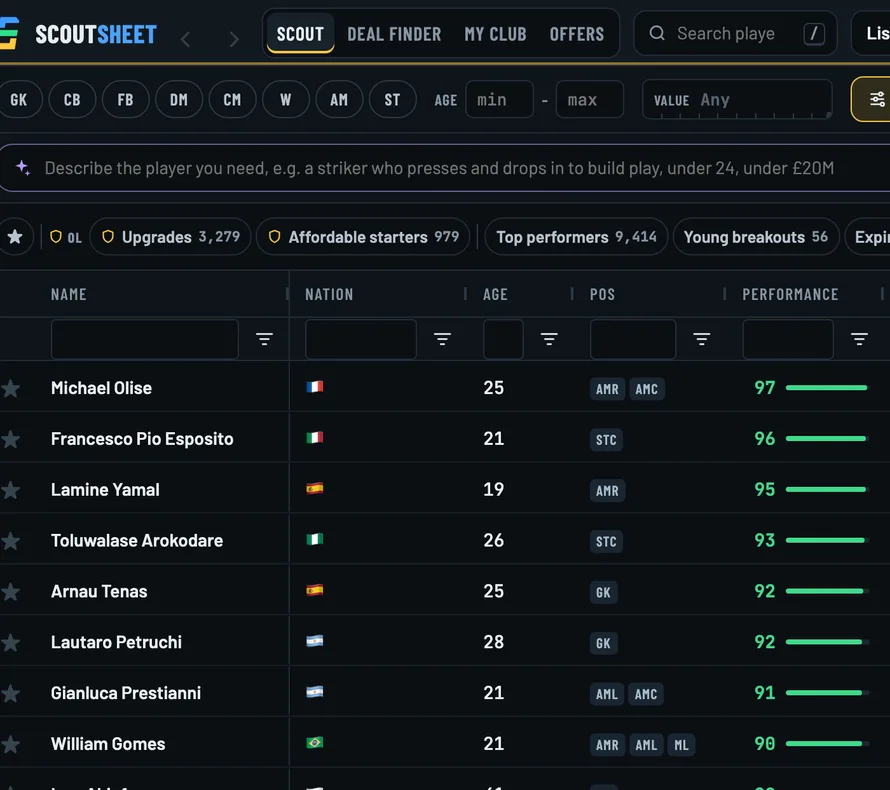 SCOUTSHEET SCOUT DEAL FINDER MY CLUB OFFERS Search playe / Lis
GK CB FB DM CM W AM ST AGE min - max VALUE Any
Describe the player you need, e.g. a striker who presses and drops in to build play, under 24, under £20M
OL Upgrades 3,279 Affordable starters 979 Top performers 9,414 Young breakouts 56 Expi
NAME NATION AGE POS PERFORMANCE
Michael Olise 25 AMR AMC 97
Francesco Pio Esposito 21 STC 96
Lamine Yamal 19 AMR 95
Toluwalase Arokodare 26 STC 93
Arnau Tenas 25 GK 92
Lautaro Petruchi 28 GK 92
Gianluca Prestianni 21 AML AMC 91
William Gomes 21 AMR AML ML 90